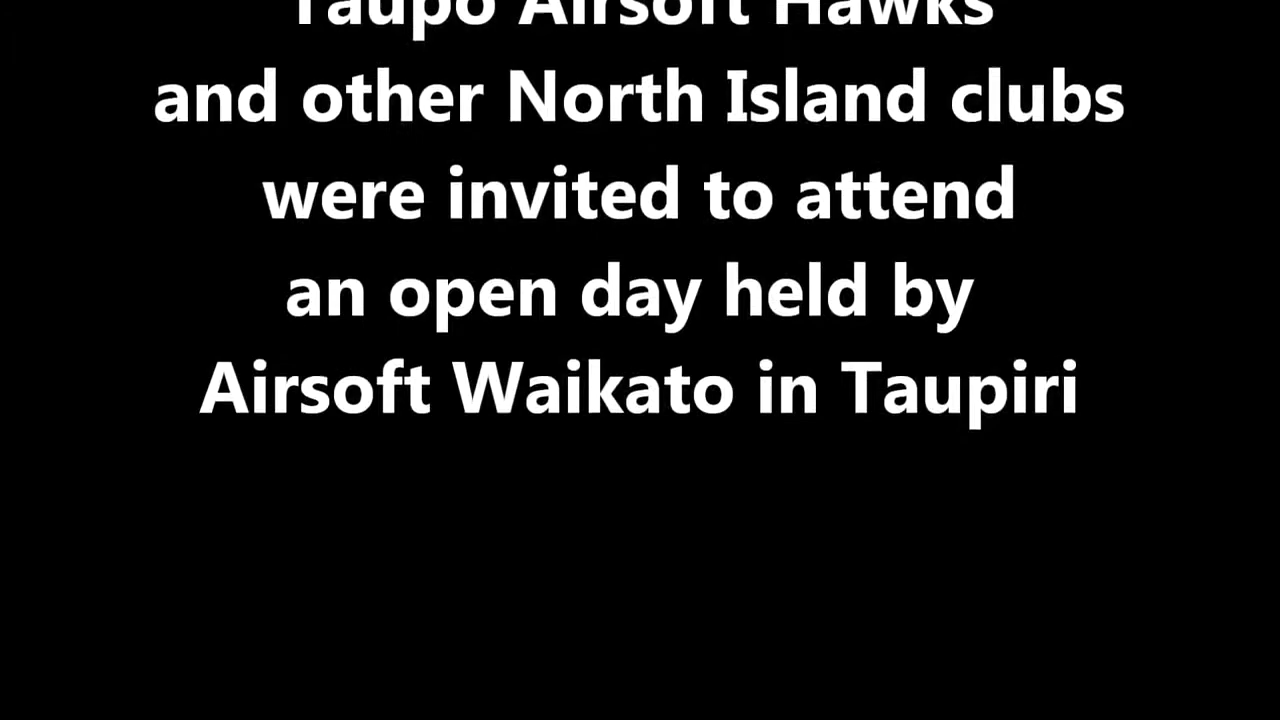 Taupo Airsoft Hawks
and other North Island clubs
were invited to attend
an open day held by
Airsoft Waikato in Taupiri